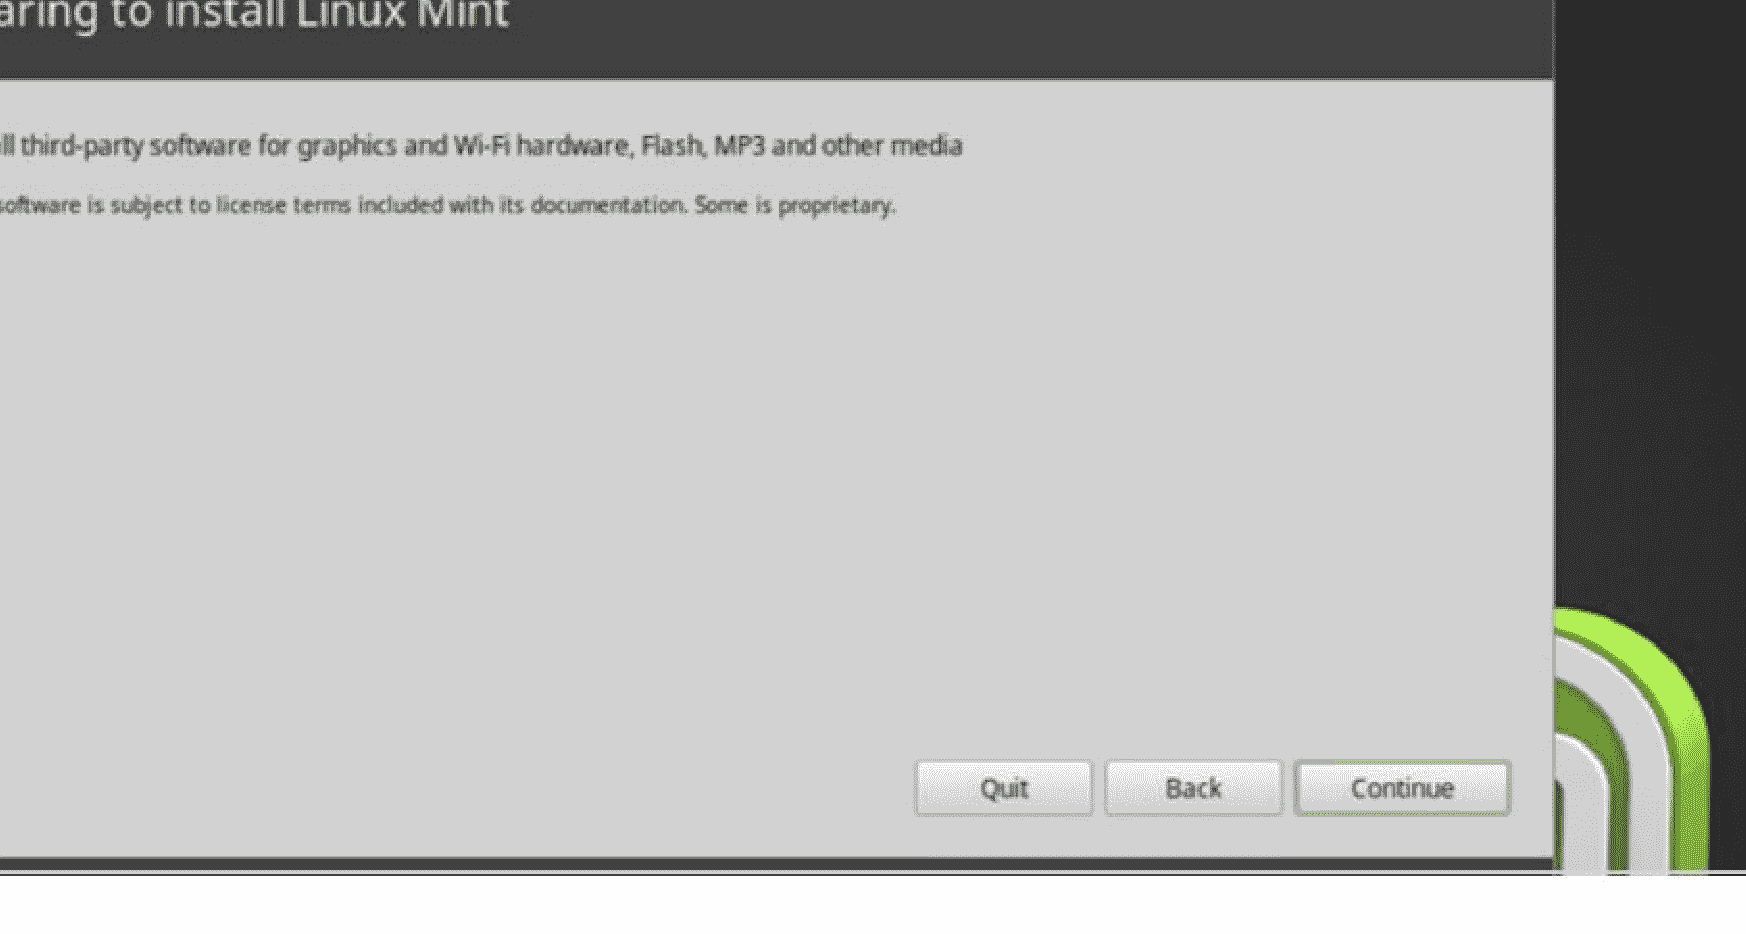 aring to install Linux Mint
ll third-party software for graphics and Wi-Fi hardware, Flash, MP3 and other media
software is subject to license terms included with its documentation. Some is proprietary.
Quit Back Continue